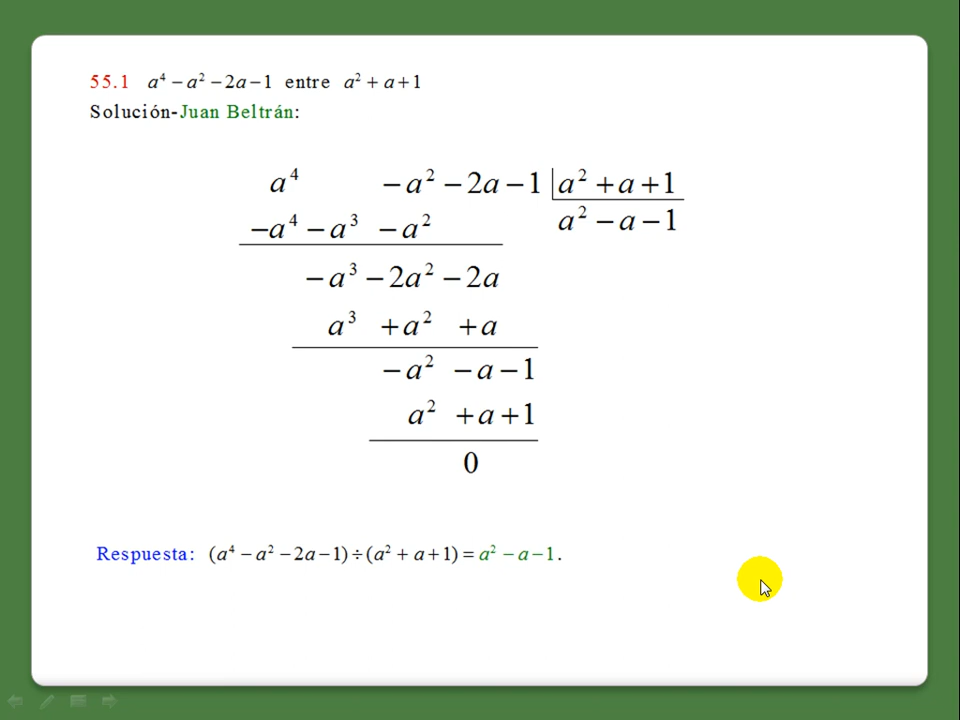 55.1 a⁴ − a² − 2a − 1 entre a² + a + 1
Solución-Juan Beltrán:
a⁴ − a² − 2a − 1 | a² + a + 1
−a⁴ − a³ − a² a² − a − 1
− a³ − 2a² − 2a
a³ + a² + a
− a² − a − 1
a² + a + 1
0
Respuesta: (a⁴ − a² − 2a − 1) ÷ (a² + a + 1) = a² − a − 1.